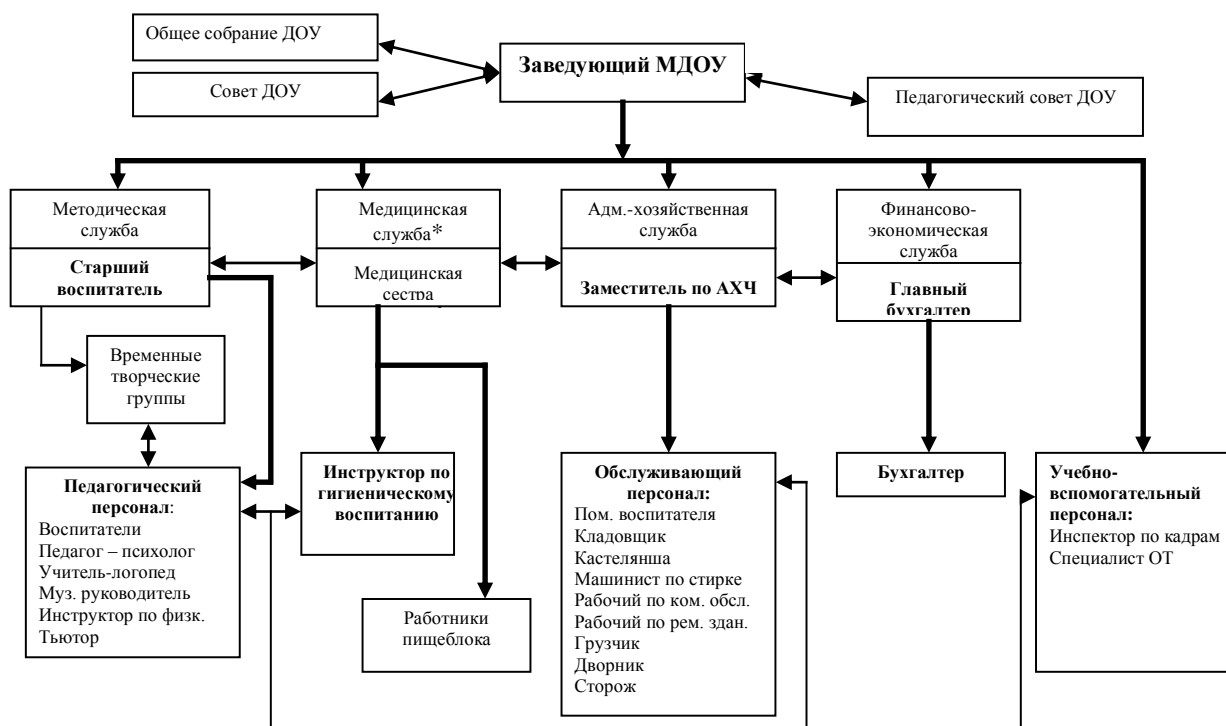 Общее собрание ДОУ
Заведующий МДОУ
Совет ДОУ
Педагогический совет ДОУ
Методическая
служба
Старший
воспитатель
Медицинская
служба*
Медицинская
сестра
Адм.-хозяйственная
служба
Заместитель по АХЧ
Финансово-
экономическая
служба
Главный
бухгалтер
Временные
творческие
группы
Педагогический
персонал:
Воспитатели
Педагог – психолог
Учитель-логопед
Муз. руководитель
Инструктор по физк.
Тьютор
Инструктор по
гигиеническому
воспитанию
Работники
пищеблока
Обслуживающий
персонал:
Пом. воспитателя
Кладовщик
Кастелянша
Машинист по стирке
Рабочий по ком. обсл.
Рабочий по рем. здан.
Грузчик
Дворник
Сторож
Бухгалтер
Учебно-
вспомогательный
персонал:
Инспектор по кадрам
Специалист ОТ